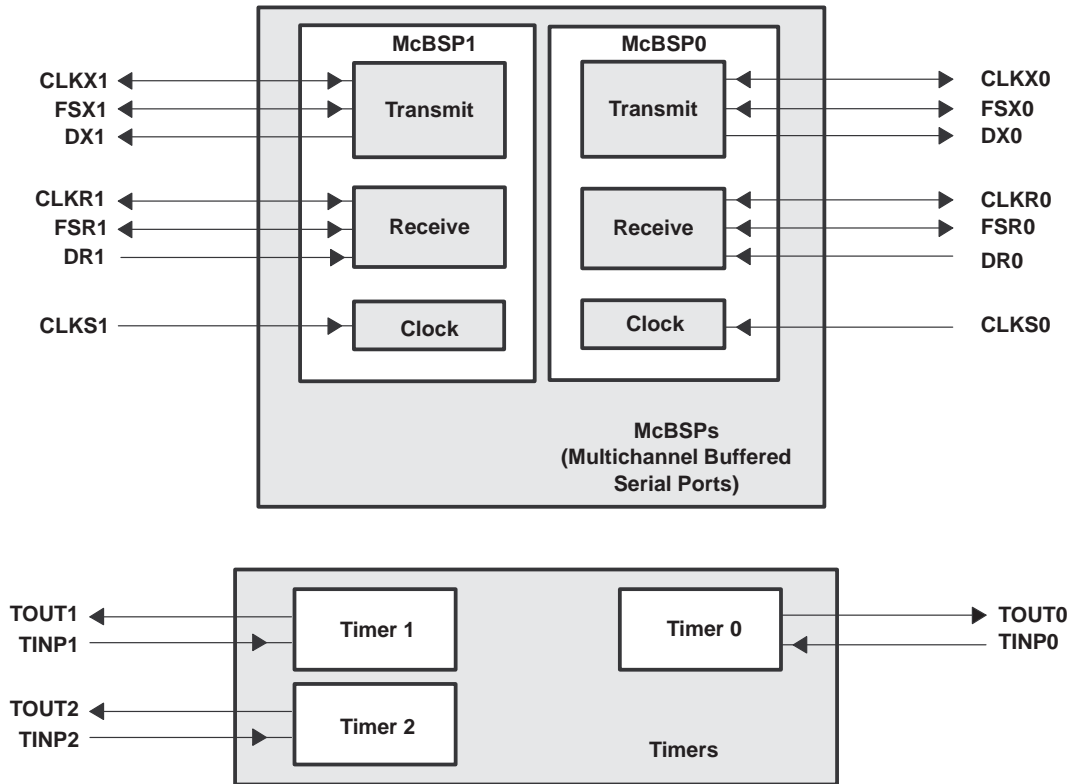 McBSP1
McBSP0
CLKX1
FSX1
DX1
Transmit
Transmit
CLKX0
FSX0
DX0
CLKR1
FSR1
DR1
Receive
Receive
CLKR0
FSR0
DR0
CLKS1
Clock
Clock
CLKS0
McBSPs
(Multichannel Buffered
Serial Ports)
TOUT1
TINP1
Timer 1
Timer 0
TOUT0
TINP0
TOUT2
TINP2
Timer 2
Timers